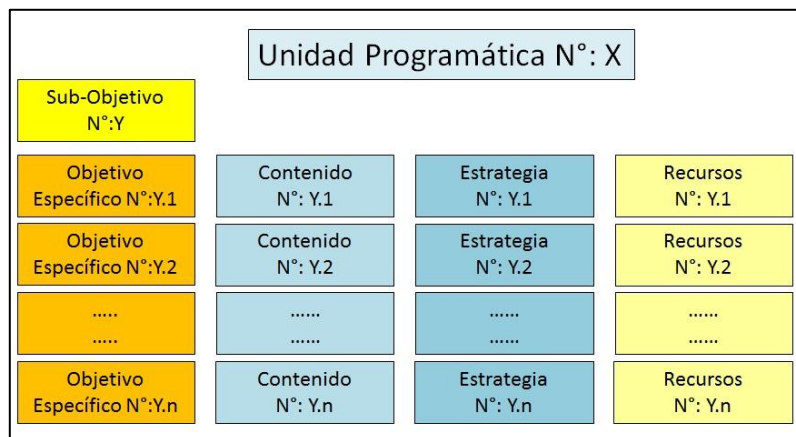 Unidad Programática N°: X
Sub-Objetivo
N°:Y
Objetivo
Específico N°:Y.1
Contenido
N°: Y.1
Estrategia
N°: Y.1
Recursos
N°: Y.1
Objetivo
Específico N°:Y.2
Contenido
N°: Y.2
Estrategia
N°: Y.2
Recursos
N°: Y.2
.....
.....
......
......
......
......
......
......
Objetivo
Específico N°:Y.n
Contenido
N°: Y.n
Estrategia
N°: Y.n
Recursos
N°: Y.n